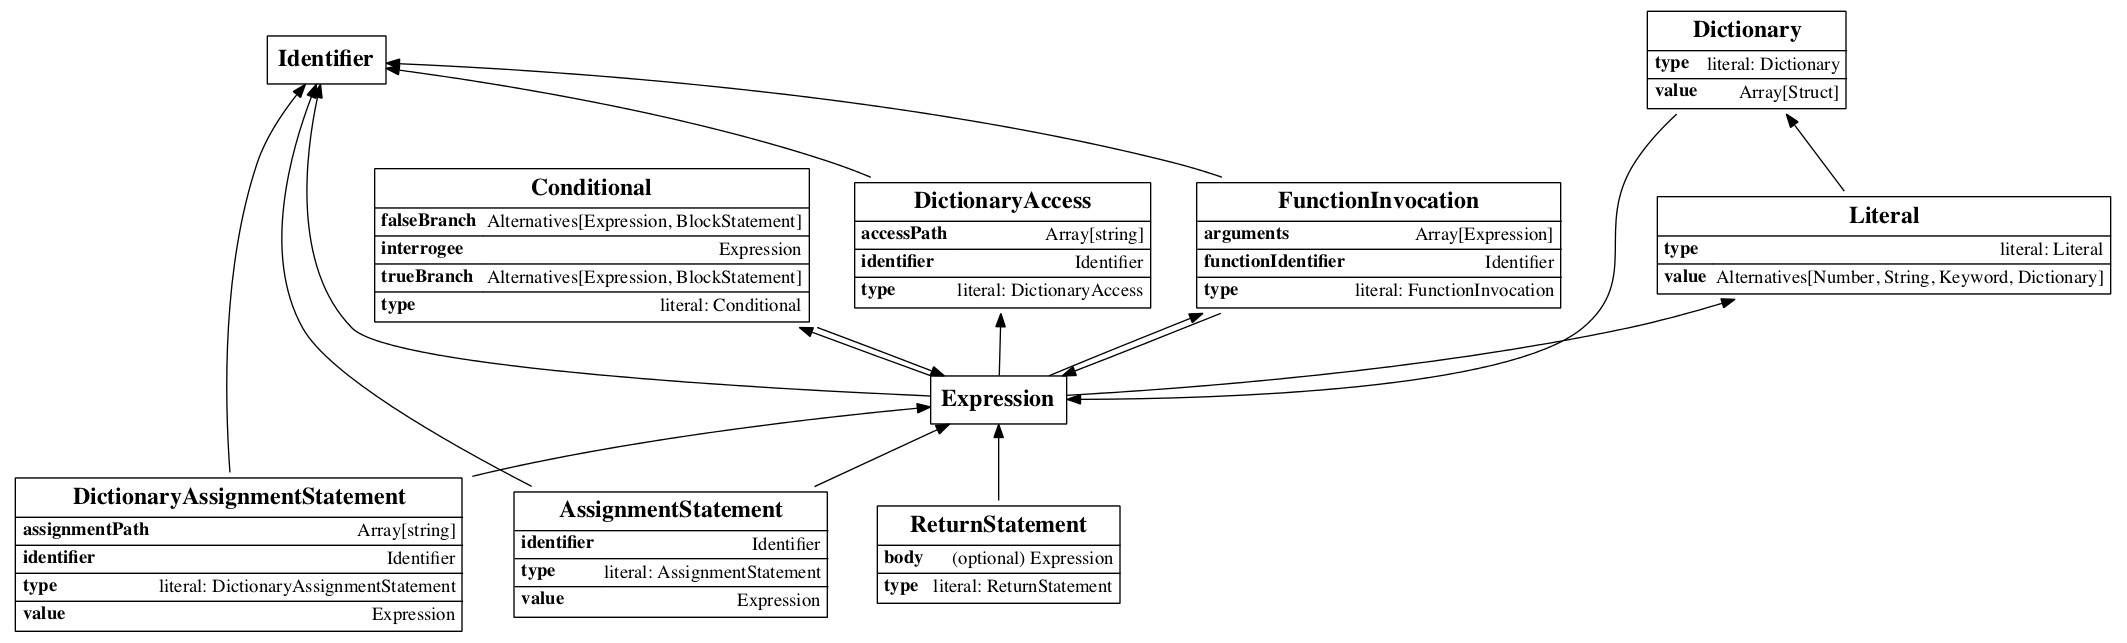 Identifier
Dictionary
type literal: Dictionary
value Array[Struct]
Conditional
falseBranch Alternatives[Expression, BlockStatement]
interrogee Expression
trueBranch Alternatives[Expression, BlockStatement]
type literal: Conditional
DictionaryAccess
accessPath Array[string]
identifier Identifier
type literal: DictionaryAccess
FunctionInvocation
arguments Array[Expression]
functionIdentifier Identifier
type literal: FunctionInvocation
Literal
type literal: Literal
value Alternatives[Number, String, Keyword, Dictionary]
Expression
DictionaryAssignmentStatement
assignmentPath Array[string]
identifier Identifier
type literal: DictionaryAssignmentStatement
value Expression
AssignmentStatement
identifier Identifier
type literal: AssignmentStatement
value Expression
ReturnStatement
body (optional) Expression
type literal: ReturnStatement